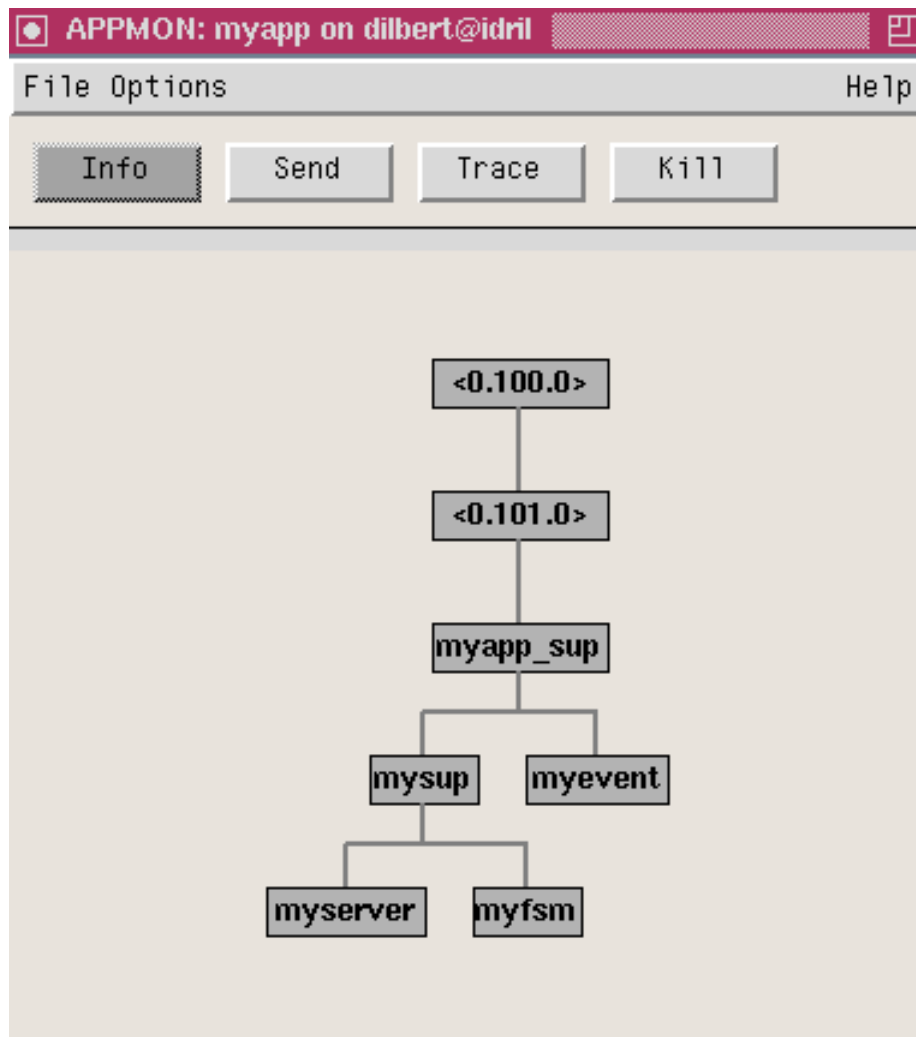 APPMON: myapp on dilbert@idril
File Options Help
Info Send Trace Kill
<0.100.0>
<0.101.0>
myapp_sup
mysup myevent
myserver myfsm